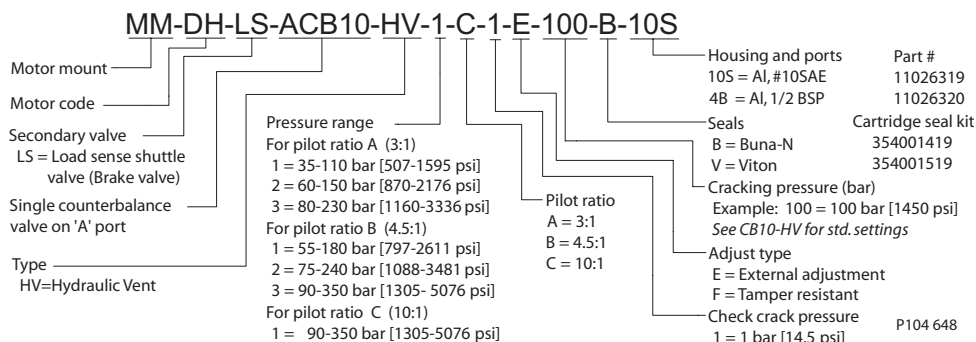 MM-DH-LS-ACB10-HV-1-C-1-E-100-B-10S
Motor mount
Motor code
Secondary valve
LS = Load sense shuttle
valve (Brake valve)
Single counterbalance
valve on 'A' port
Type
HV=Hydraulic Vent
Pressure range
For pilot ratio A (3:1)
1 = 35-110 bar [507-1595 psi]
2 = 60-150 bar [870-2176 psi]
3 = 80-230 bar [1160-3336 psi]
For pilot ratio B (4.5:1)
1 = 55-180 bar [797-2611 psi]
2 = 75-240 bar [1088-3481 psi]
3 = 90-350 bar [1305- 5076 psi]
For pilot ratio C (10:1)
1 = 90-350 bar [1305-5076 psi]
Pilot ratio
A = 3:1
B = 4.5:1
C = 10:1
Housing and ports Part #
10S = Al, #10SAE 11026319
4B = Al, 1/2 BSP 11026320
Seals Cartridge seal kit
B = Buna-N 354001419
V = Viton 354001519
Cracking pressure (bar)
Example: 100 = 100 bar [1450 psi]
See CB10-HV for std. settings
Adjust type
E = External adjustment
F = Tamper resistant
Check crack pressure
1 = 1 bar [14.5 psi]
P104 648